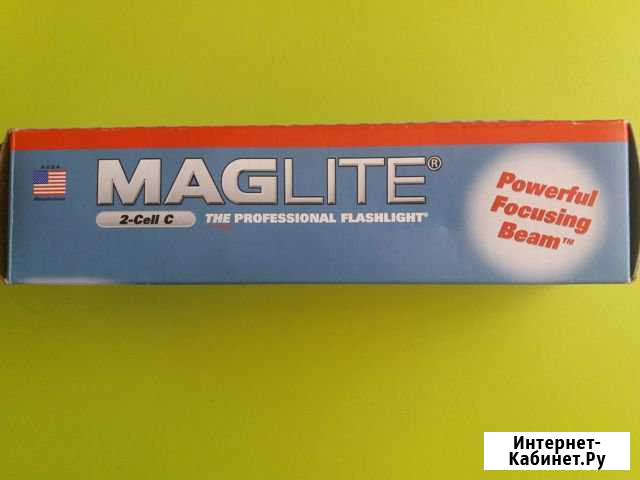 MAGLITE®
2-Cell C
THE PROFESSIONAL FLASHLIGHT®
Powerful
Focusing
Beam™
Интернет-
Кабинет.Ру